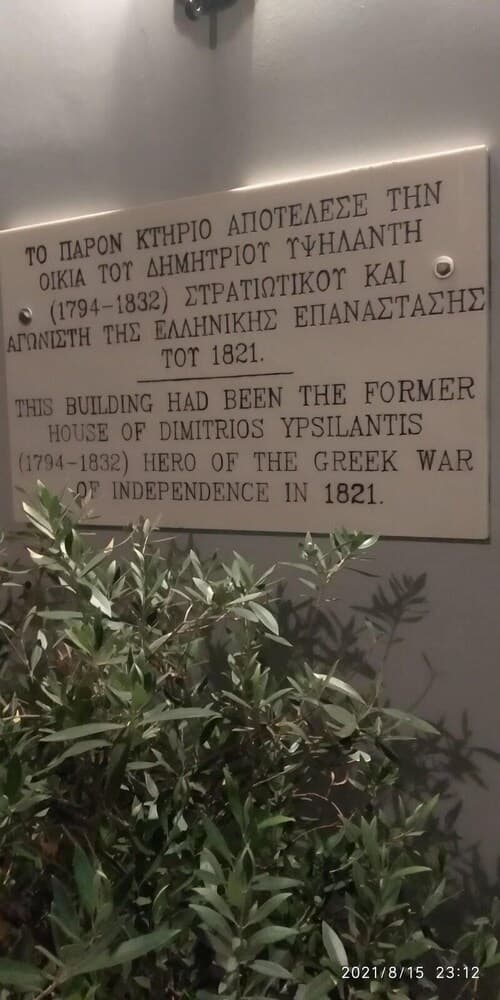 ΤΟ ΠΑΡΟΝ ΚΤΗΡΙΟ ΑΠΟΤΕΛΕΣΕ ΤΗΝ
ΟΙΚΙΑ ΤΟΥ ΔΗΜΗΤΡΙΟΥ ΥΨΗΛΑΝΤΗ
(1794-1832) ΣΤΡΑΤΙΩΤΙΚΟΥ ΚΑΙ
ΑΓΩΝΙΣΤΗ ΤΗΣ ΕΛΛΗΝΙΚΗΣ ΕΠΑΝΑΣΤΑΣΗΣ
ΤΟΥ 1821.
THIS BUILDING HAD BEEN THE FORMER
HOUSE OF DIMITRIOS YPSILANTIS
(1794-1832) HERO OF THE GREEK WAR
OF INDEPENDENCE IN 1821.
2021/8/15 23:12